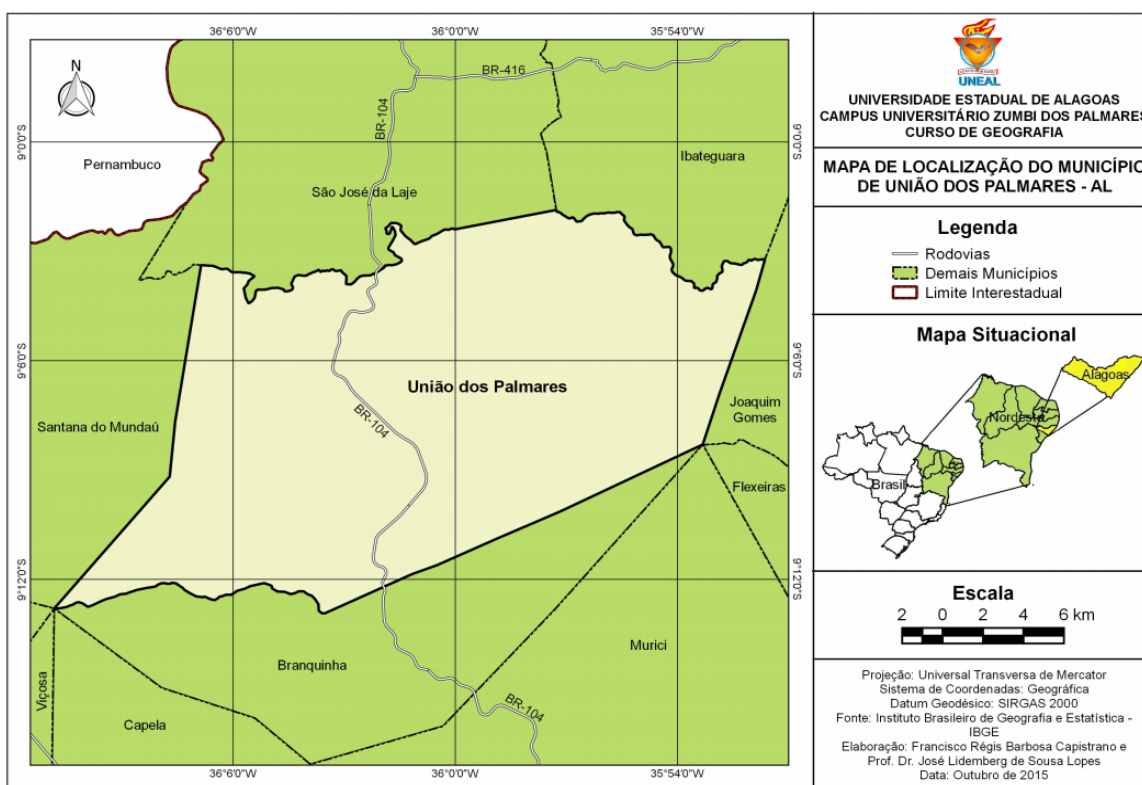 36°6'0"W
36°0'0"W
35°54'0"W
N
BR-416
BR-104
9°0'0"S
9°0'0"S
Pernambuco
Ibateguara
São José da Laje
9°6'0"S
9°6'0"S
União dos Palmares
Joaquim
Gomes
BR-104
Santana do Mundaú
Flexeiras
9°12'0"S
9°12'0"S
Murici
Branquinha
Viçosa
Capela
BR-104
36°6'0"W
36°0'0"W
35°54'0"W
UNEAL
UNIVERSIDADE ESTADUAL DE ALAGOAS
CAMPUS UNIVERSITÁRIO ZUMBI DOS PALMARES
CURSO DE GEOGRAFIA
MAPA DE LOCALIZAÇÃO DO MUNICÍPIO
DE UNIÃO DOS PALMARES - AL
Legenda
Rodovias
Demais Municípios
Limite Interestadual
Mapa Situacional
Alagoas
Nordeste
Brasil
Escala
2 0 2 4 6 km
Projeção: Universal Transversa de Mercator
Sistema de Coordenadas: Geográfica
Datum Geodésico: SIRGAS 2000
Fonte: Instituto Brasileiro de Geografia e Estatística -
IBGE
Elaboração: Francisco Régis Barbosa Capistrano e
Prof. Dr. José Lidemberg de Sousa Lopes
Data: Outubro de 2015